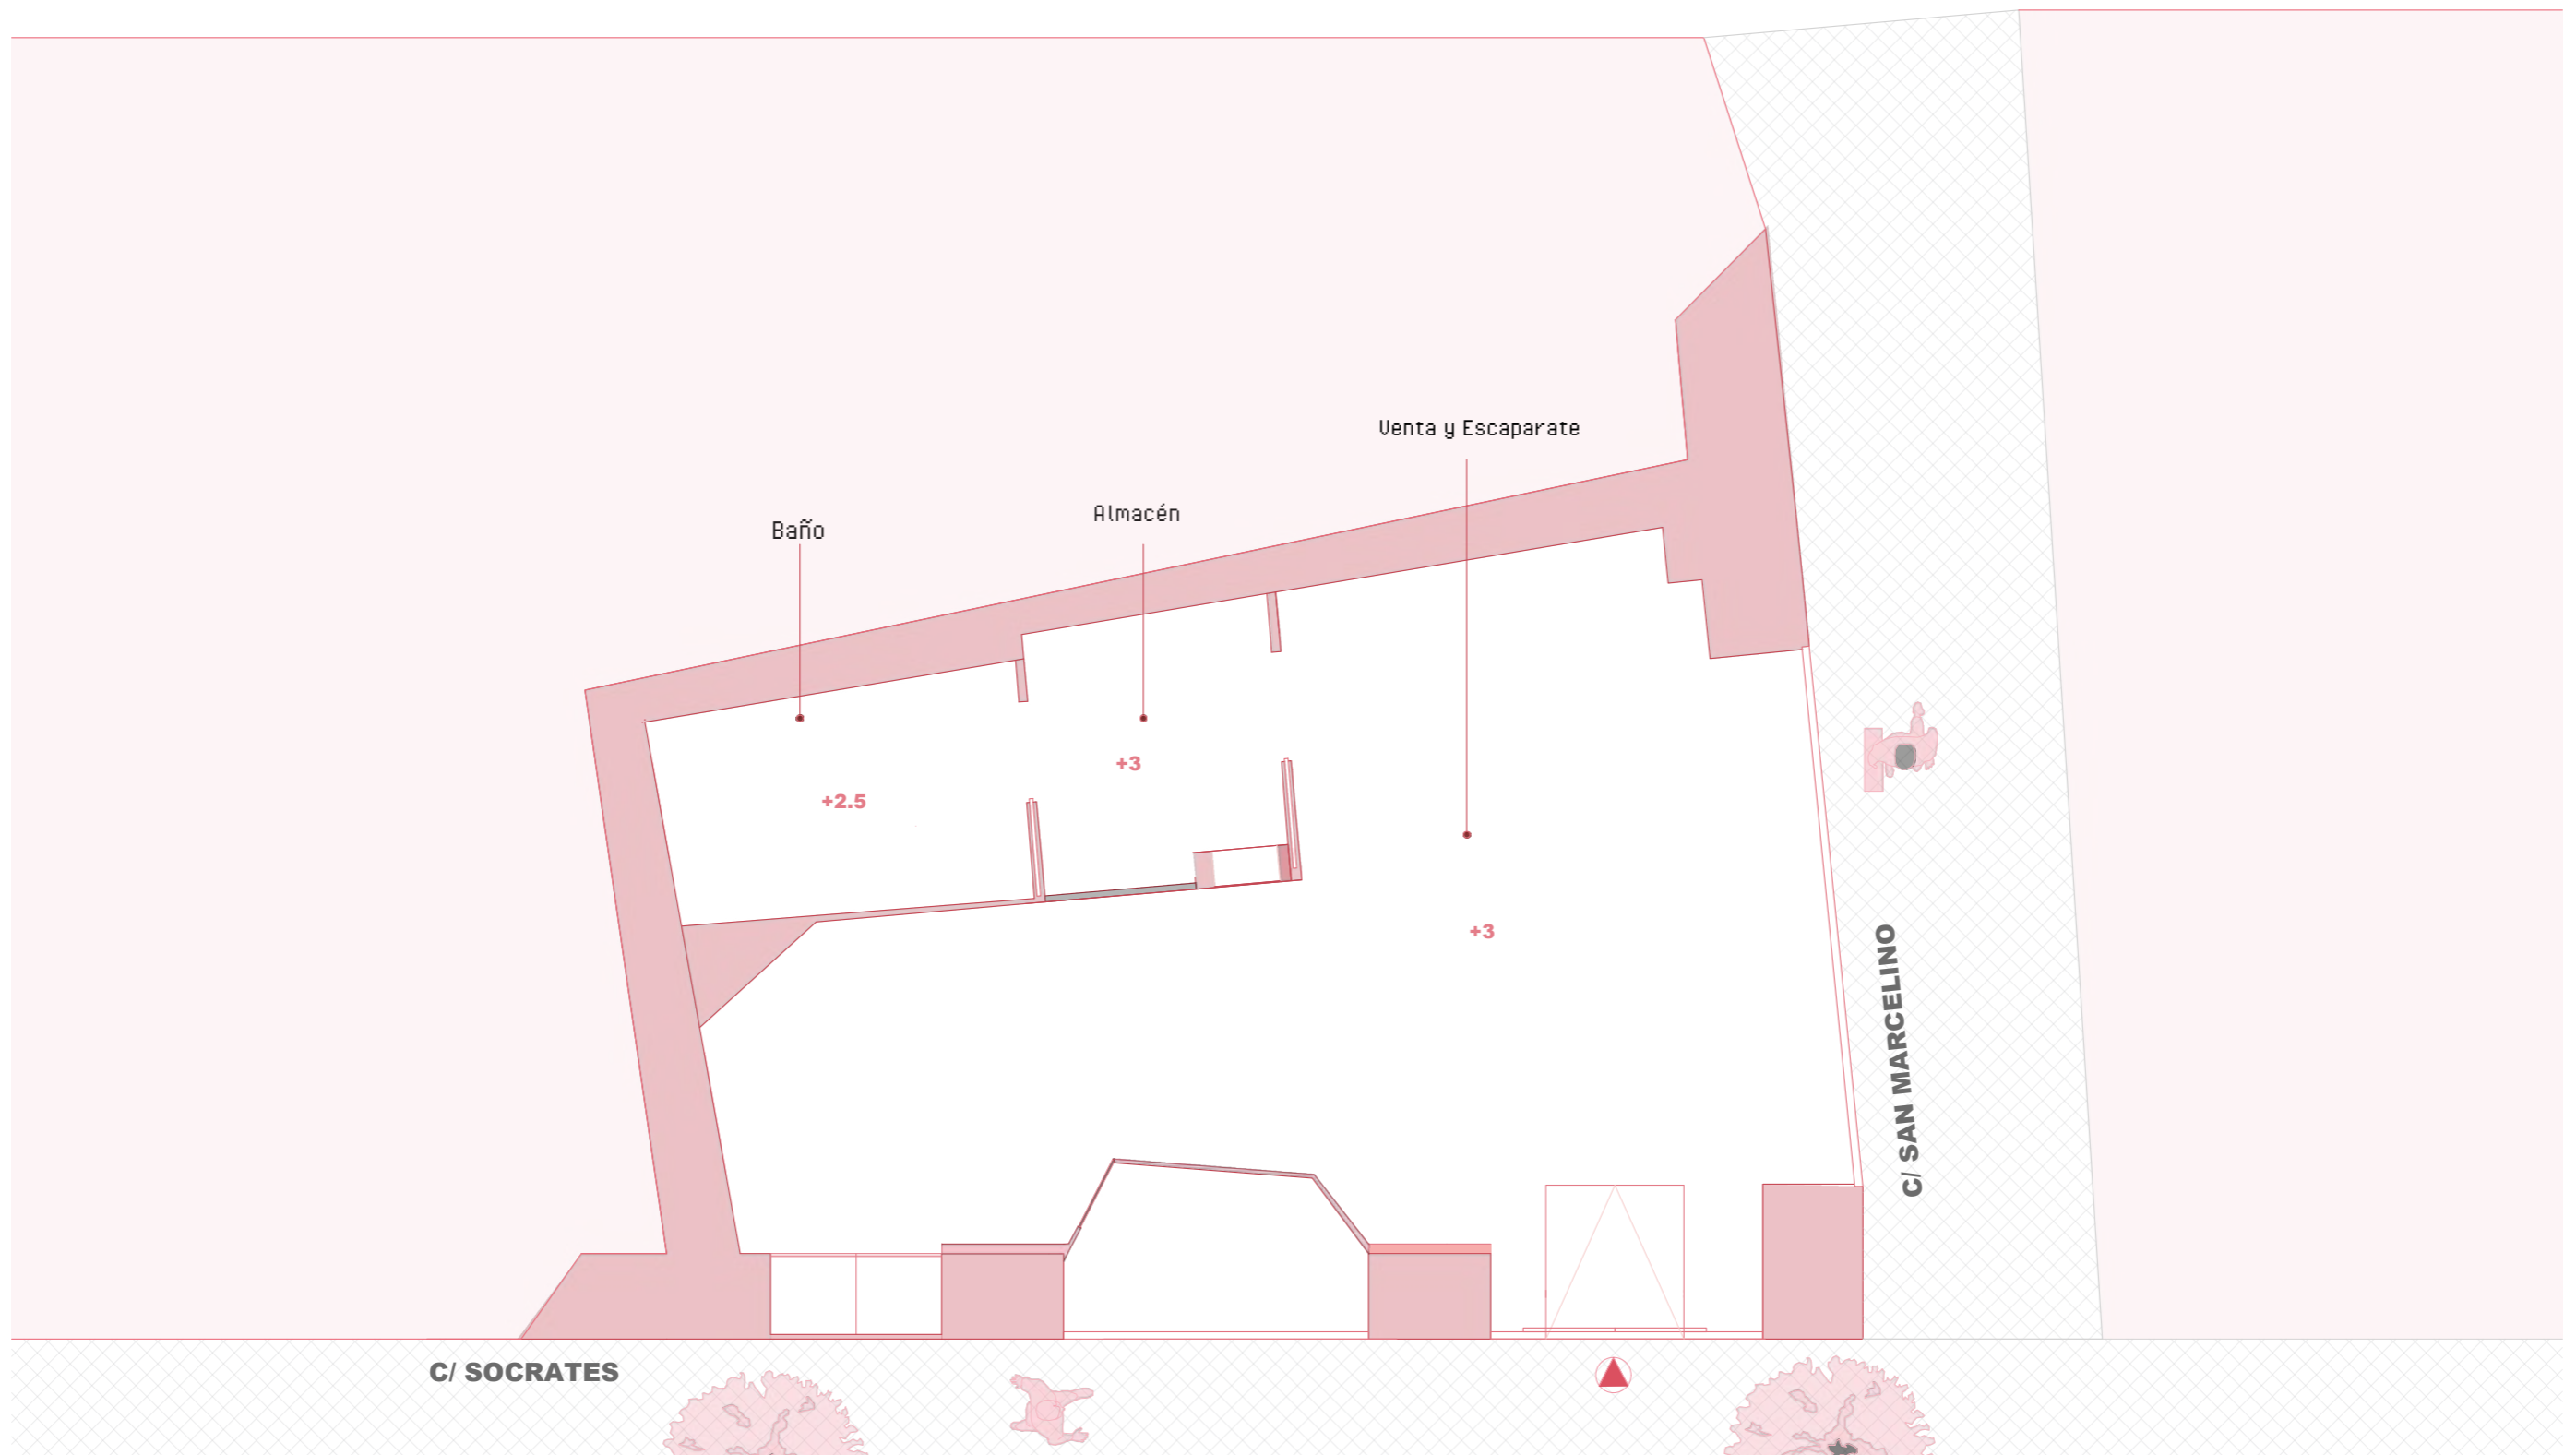 Venta y Escaparate
Almacén
Baño
+3
+2.5
+3
C/ SAN MARCELINO
C/ SOCRATES